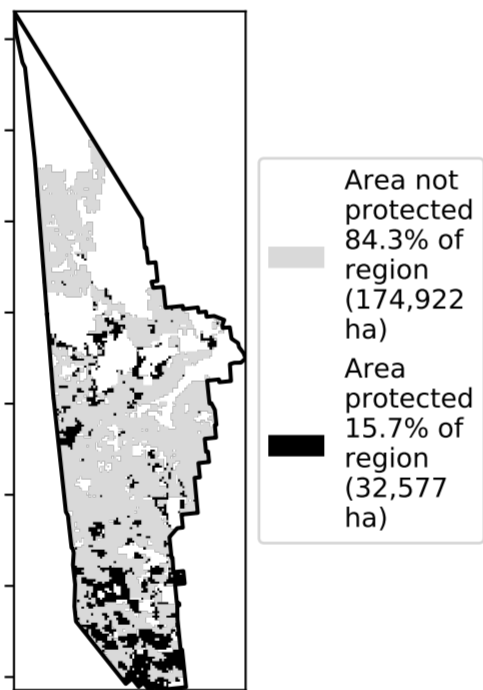 Area not
protected
84.3% of
region
(174,922
ha)
Area
protected
15.7% of
region
(32,577
ha)